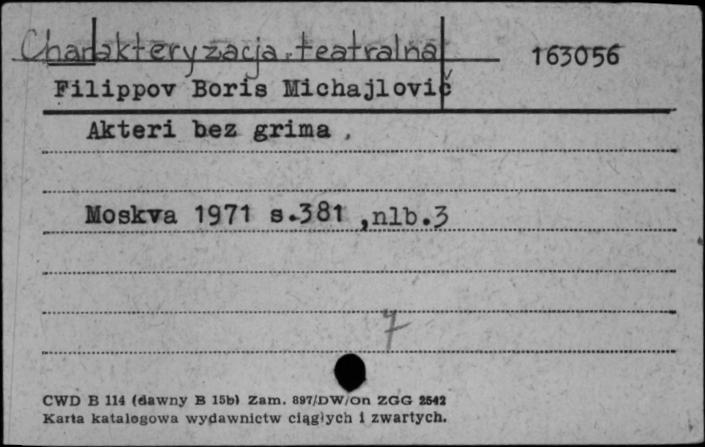 Charakteryzacja teatralna 163056
Filippov Boris Michajlovič
Akteri bez grima .
Moskva 1971 s.381 ,nlb.3
7
CWD B 114 (dawny B 15b) Zam. 897/DW/On ZGG 2542
Karta katalogowa wydawnictw ciągłych i zwartych.